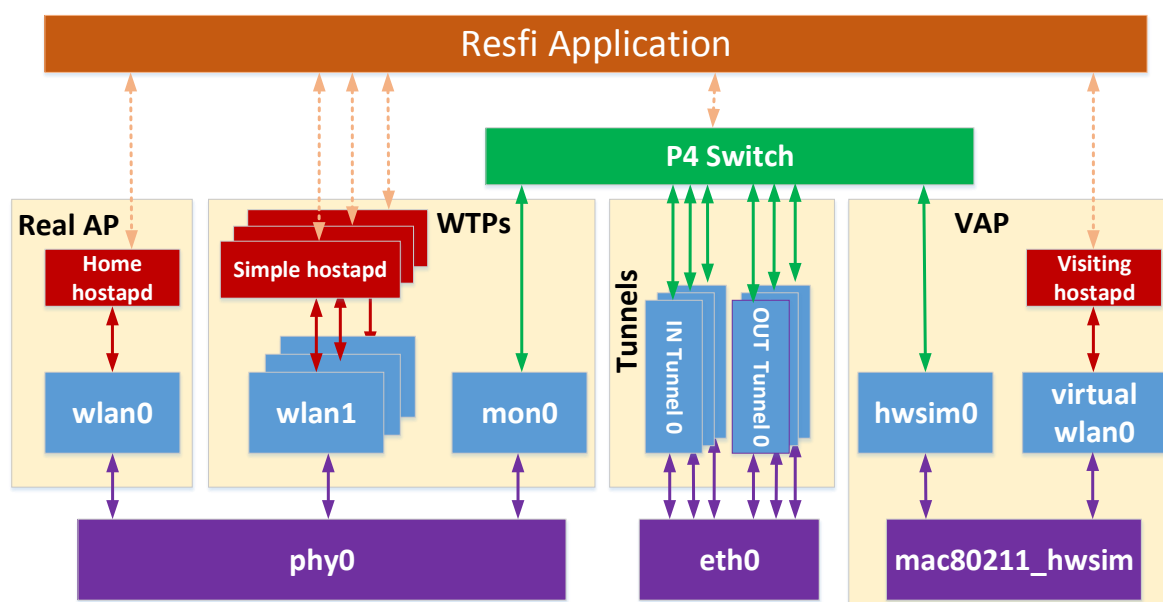 Resfi Application
P4 Switch
Real AP
WTPs
VAP
Home
hostapd
Simple hostapd
Visiting
hostapd
Tunnels
IN Tunnel 0
OUT Tunnel 0
wlan0
wlan1
mon0
hwsim0
virtual
wlan0
phy0
eth0
mac80211_hwsim